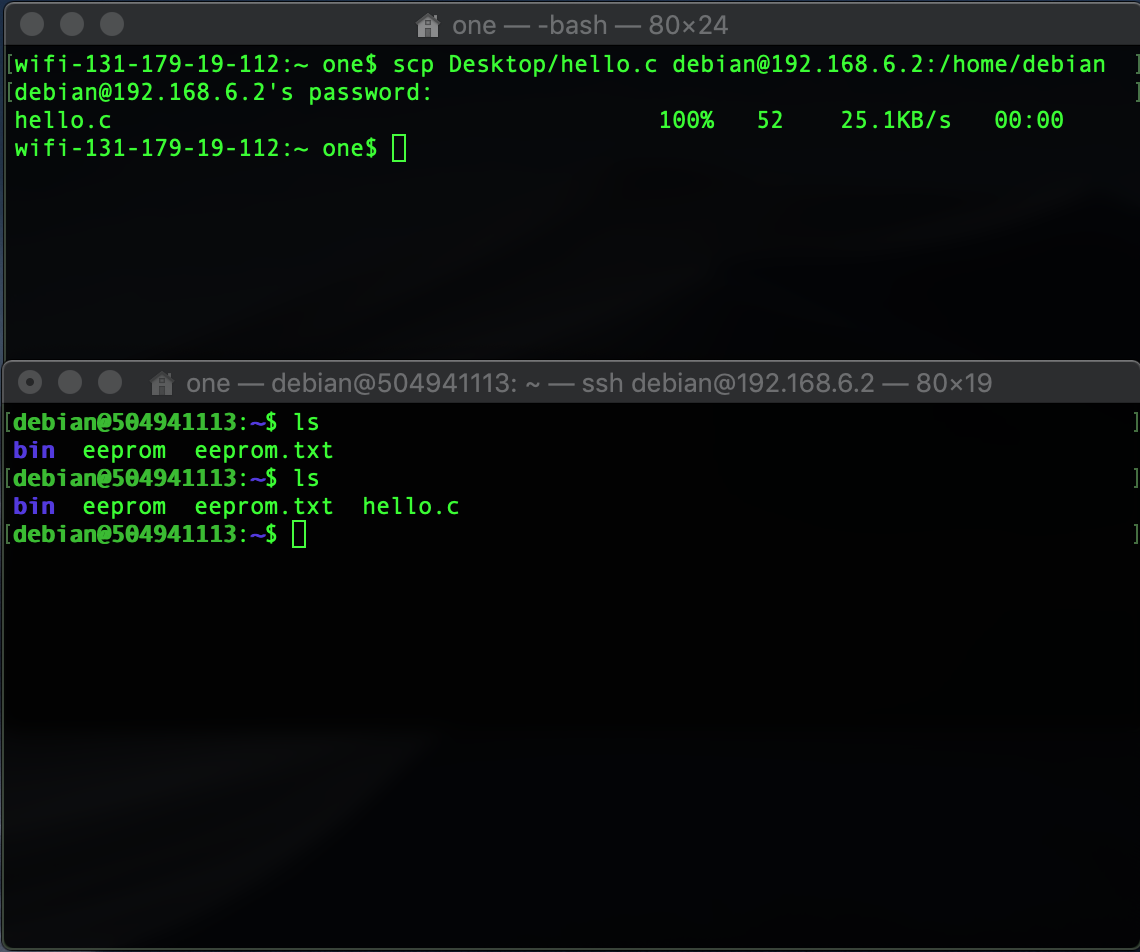 one — -bash — 80×24
[wifi-131-179-19-112:~ one$ scp Desktop/hello.c debian@192.168.6.2:/home/debian ]
[debian@192.168.6.2's password: ]
hello.c 100% 52 25.1KB/s 00:00
wifi-131-179-19-112:~ one$
one — debian@504941113: ~ — ssh debian@192.168.6.2 — 80×19
[debian@504941113:~$ ls ]
bin eeprom eeprom.txt
[debian@504941113:~$ ls ]
bin eeprom eeprom.txt hello.c
[debian@504941113:~$ ]